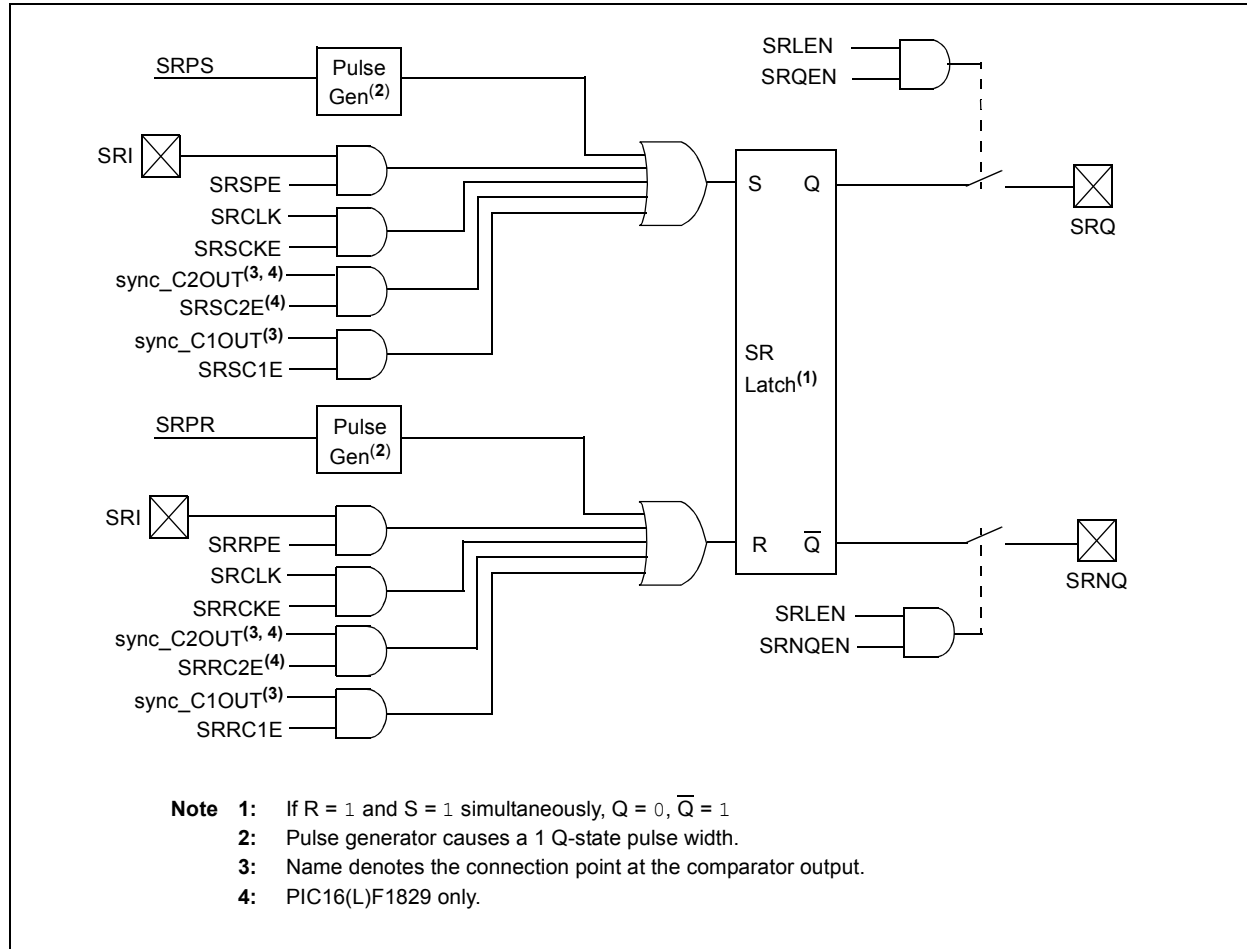 SRPS
Pulse
Gen(2)
SRI
SRSPE
SRCLK
SRSCKE
sync_C2OUT(3, 4)
SRSC2E(4)
sync_C1OUT(3)
SRSC1E
SRPR
Pulse
Gen(2)
SRI
SRRPE
SRCLK
SRRCKE
sync_C2OUT(3, 4)
SRRC2E(4)
sync_C1OUT(3)
SRRC1E
S Q
SR
Latch(1)
R Q̅
SRLEN
SRQEN
SRQ
SRNQ
SRLEN
SRNQEN
Note 1: If R = 1 and S = 1 simultaneously, Q = 0, Q̅ = 1
2: Pulse generator causes a 1 Q-state pulse width.
3: Name denotes the connection point at the comparator output.
4: PIC16(L)F1829 only.